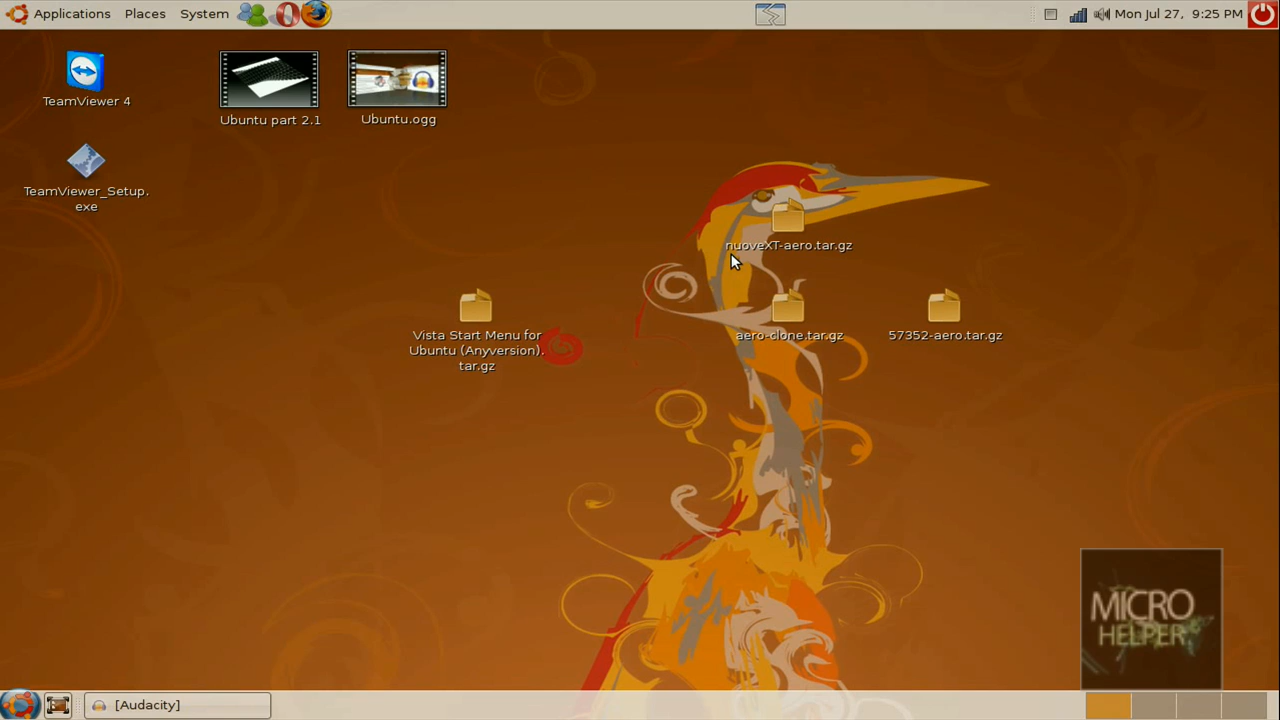 Applications Places System
Mon Jul 27, 9:25 PM
TeamViewer 4
Ubuntu part 2.1
Ubuntu.ogg
TeamViewer_Setup.
exe
nuoveXT-aero.tar.gz
Vista Start Menu for
Ubuntu (Anyversion).
tar.gz
aero-clone.tar.gz
57352-aero.tar.gz
MICRO
HELPER
[Audacity]